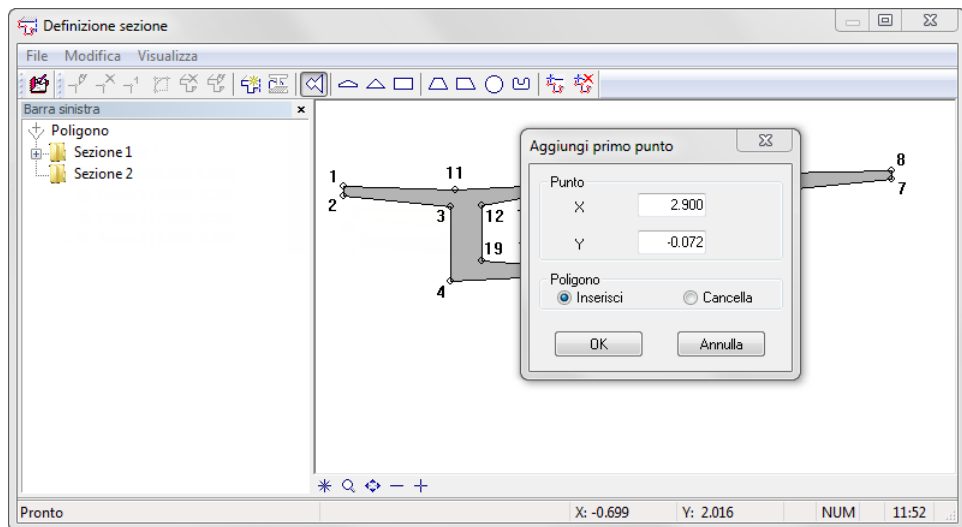 Definizione sezione
File Modifica Visualizza
Barra sinistra x
Poligono
Sezione 1
Sezione 2
1
2
11
3
12
19
4
8
7
Aggiungi primo punto
Punto
X 2.900
Y -0.072
Poligono
Inserisci Cancella
OK Annulla
Pronto X: -0.699 Y: 2.016 NUM 11:52